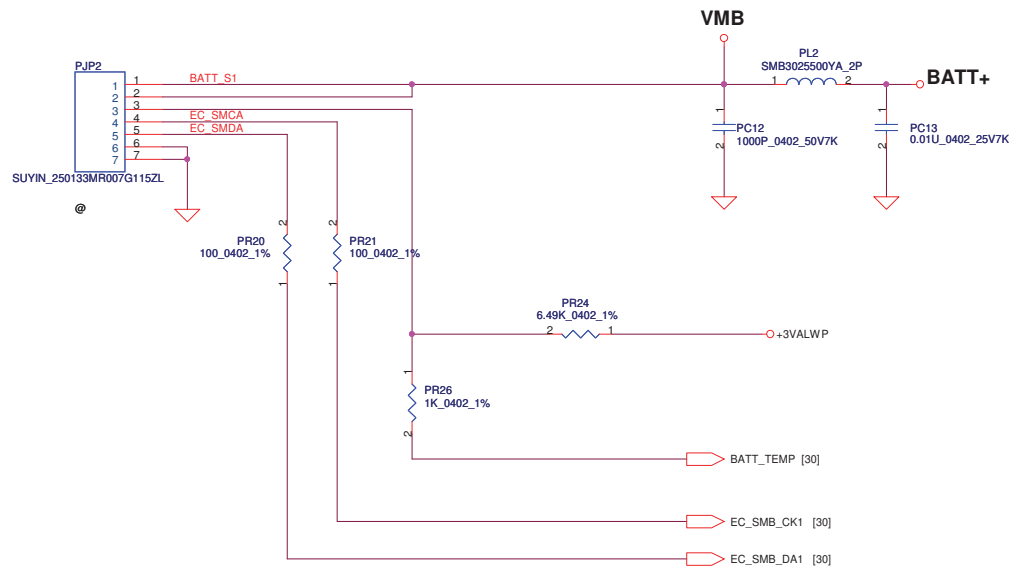 VMB
PJP2
1 1 BATT_S1
2 2
3 3
4 4 EC_SMCA
5 5 EC_SMDA
6 6
7 7
SUYIN_250133MR007G115ZL
@
PL2
SMB3025500YA_2P
1 2
BATT+
1
PC12
1000P_0402_50V7K
2
1
PC13
0.01U_0402_25V7K
2
2
PR20
100_0402_1%
1
2
PR21
100_0402_1%
1
PR24
6.49K_0402_1%
2 1
+3VALWP
1
PR26
1K_0402_1%
2
BATT_TEMP [30]
EC_SMB_CK1 [30]
EC_SMB_DA1 [30]